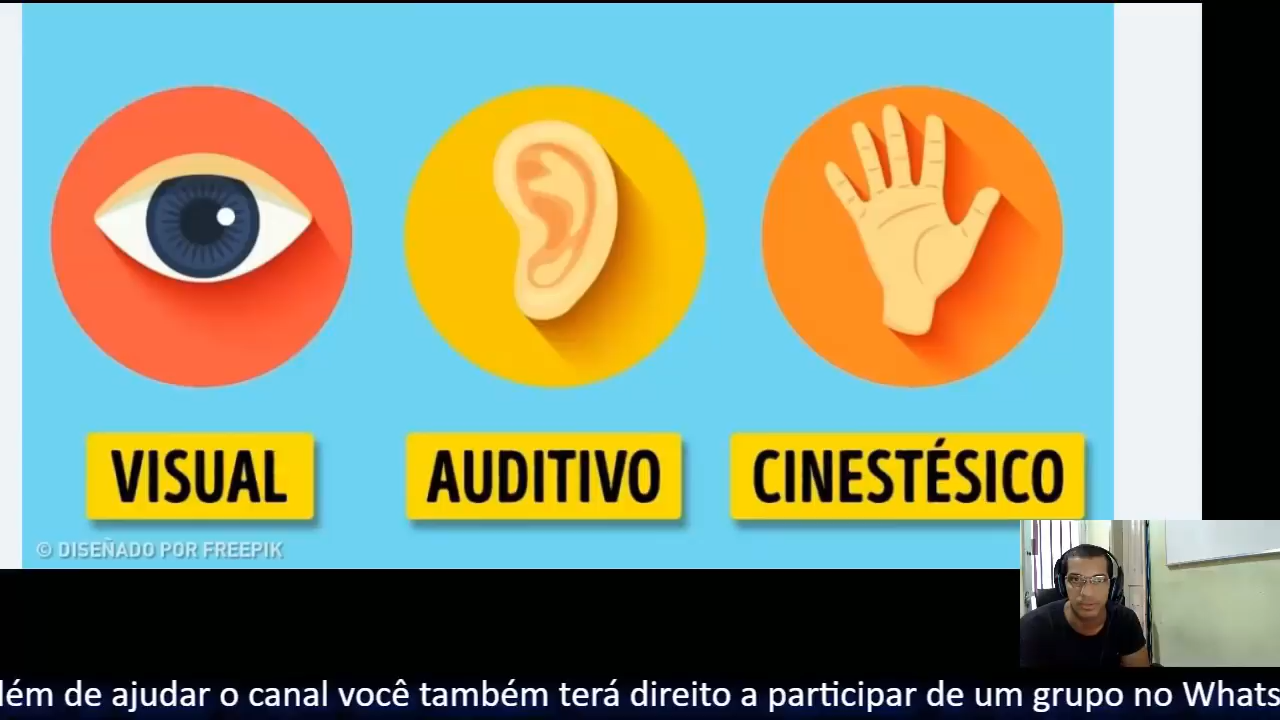 VISUAL
AUDITIVO
CINESTÉSICO
© DISEÑADO POR FREEPIK
lém de ajudar o canal você também terá direito a participar de um grupo no Whats